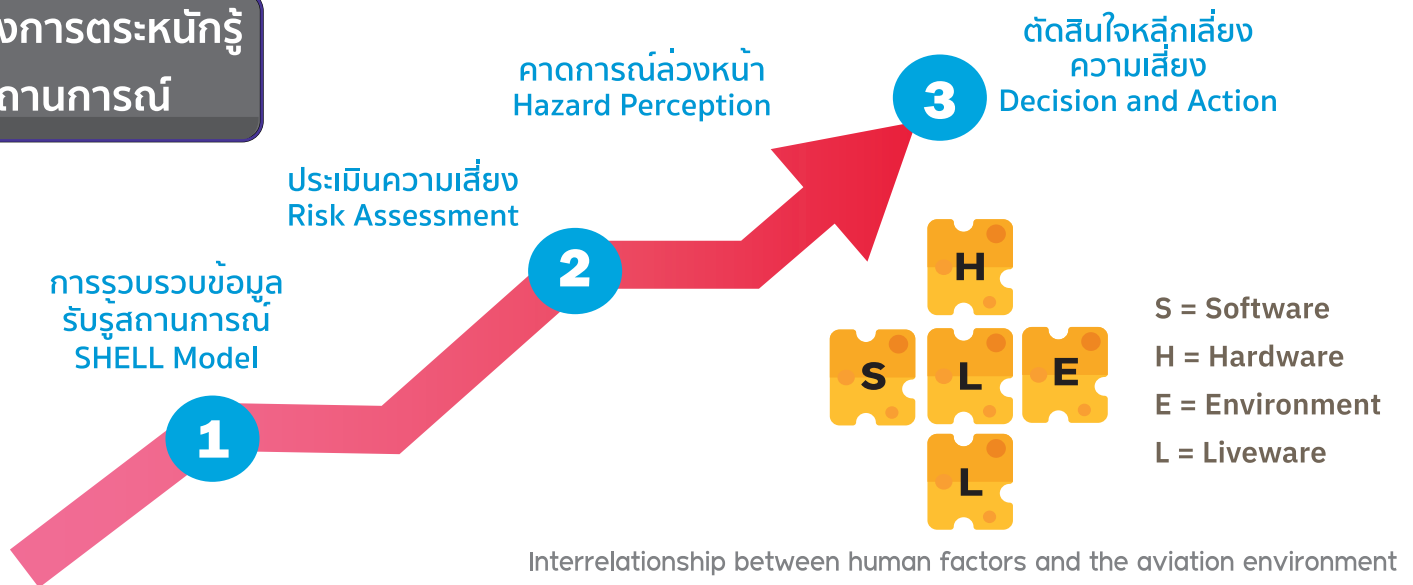 งการตระหนักรู้
ถานการณ์
การรวบรวบข้อมูล
รับรู้สถานการณ์
SHELL Model
1
ประเมินความเสี่ยง
Risk Assessment
2
คาดการณ์ล่วงหน้า
Hazard Perception
3
ตัดสินใจหลีกเลี่ยง
ความเสี่ยง
Decision and Action
H
S L E
L
S = Software
H = Hardware
E = Environment
L = Liveware
Interrelationship between human factors and the aviation environment